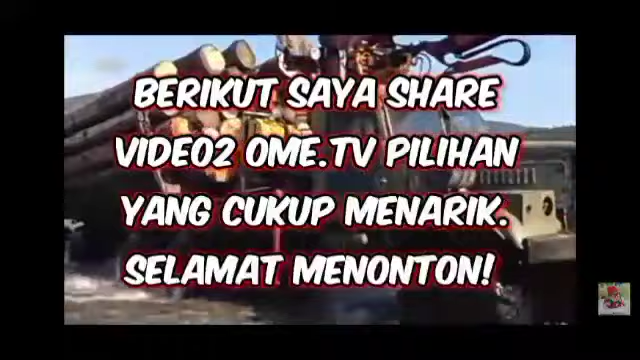 BERIKUT SAYA SHARE
VIDEO2 OME.TV PILIHAN
YANG CUKUP MENARIK.
SELAMAT MENONTON!